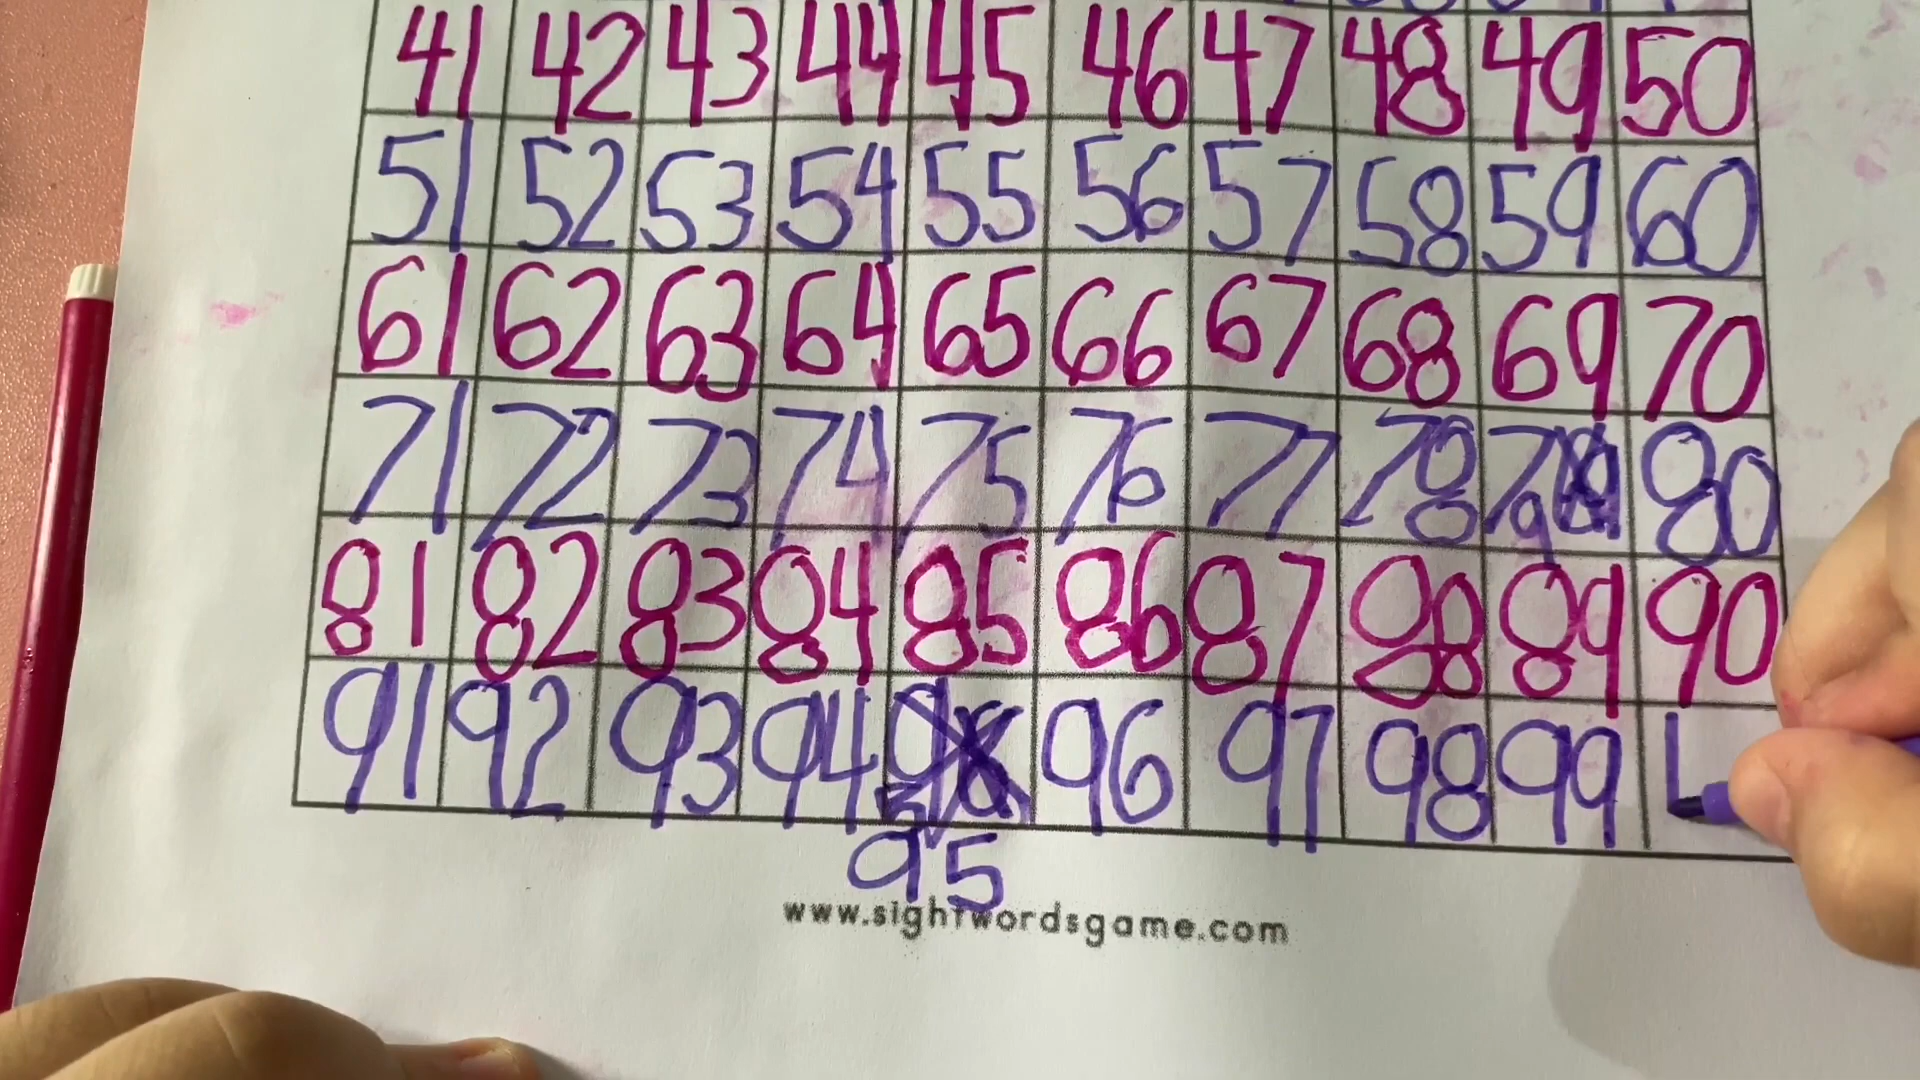 41 42 43 44 45 46 47 48 49 50
51 52 53 54 55 56 57 58 59 60
61 62 63 64 65 66 67 68 69 70
71 72 73 74 75 76 77 78 79 80
81 82 83 84 85 86 87 88 89 90
91 92 93 94 96 97 98 99
95
www.sightwordsgame.com